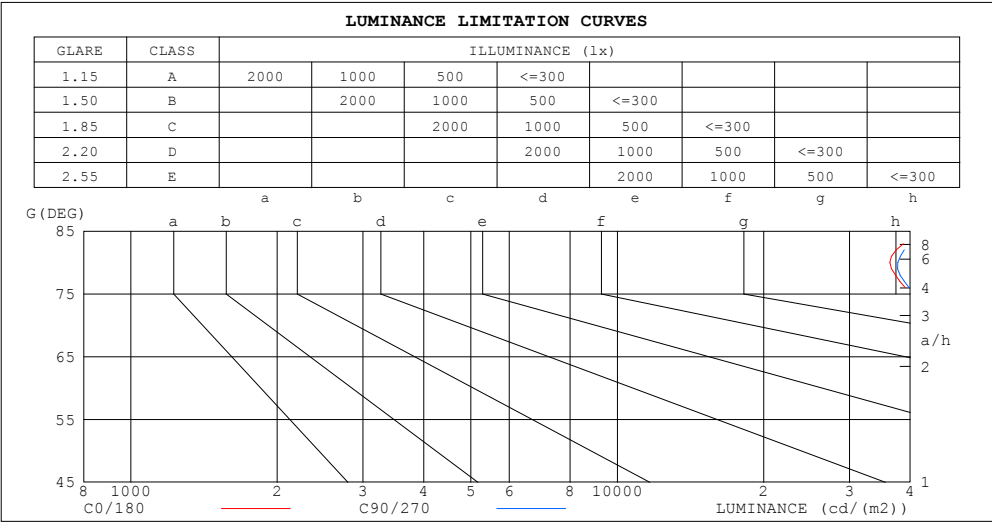 LUMINANCE LIMITATION CURVES
GLARE CLASS ILLUMINANCE (lx)
1.15 A 2000 1000 500 <=300
1.50 B 2000 1000 500 <=300
1.85 C 2000 1000 500 <=300
2.20 D 2000 1000 500 <=300
2.55 E 2000 1000 500 <=300
a b c d e f g h
G(DEG)
a b c d e f g h
85
8
6
75
4
3
a/h
65
2
55
45
1
8 1000 2 3 4 5 6 8 10000 2 3 4
C0/180 C90/270 LUMINANCE (cd/(m2))